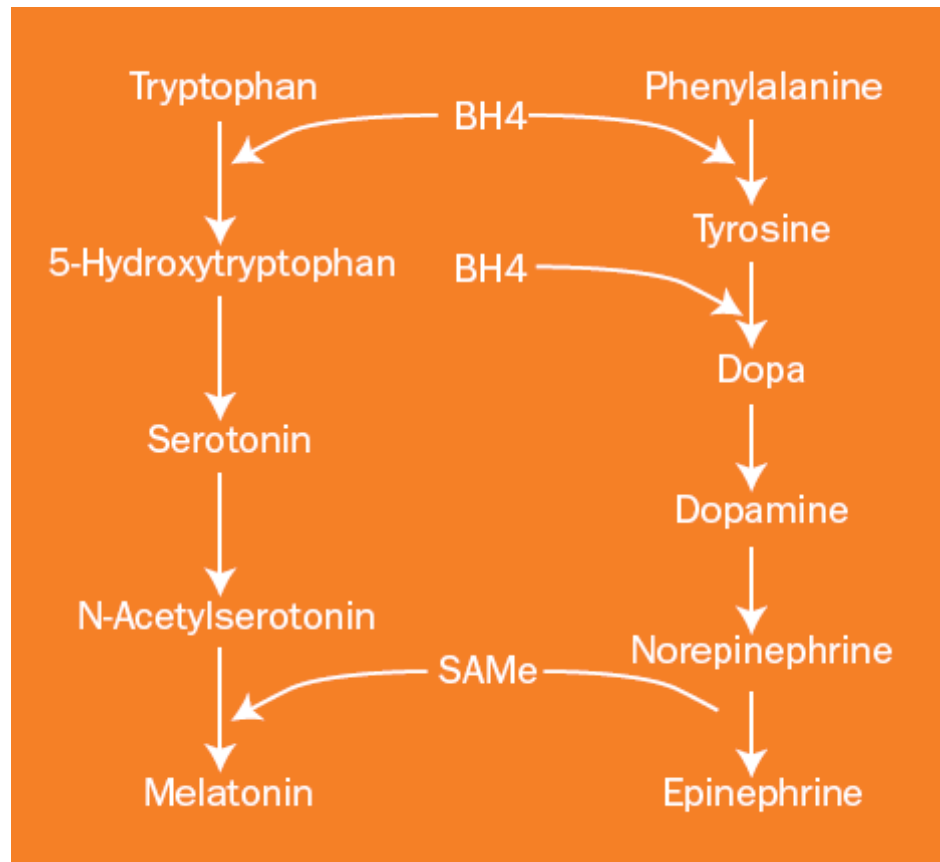 Tryptophan
Phenylalanine
BH4
Tyrosine
5-Hydroxytryptophan
BH4
Dopa
Serotonin
Dopamine
N-Acetylserotonin
Norepinephrine
SAMe
Melatonin
Epinephrine